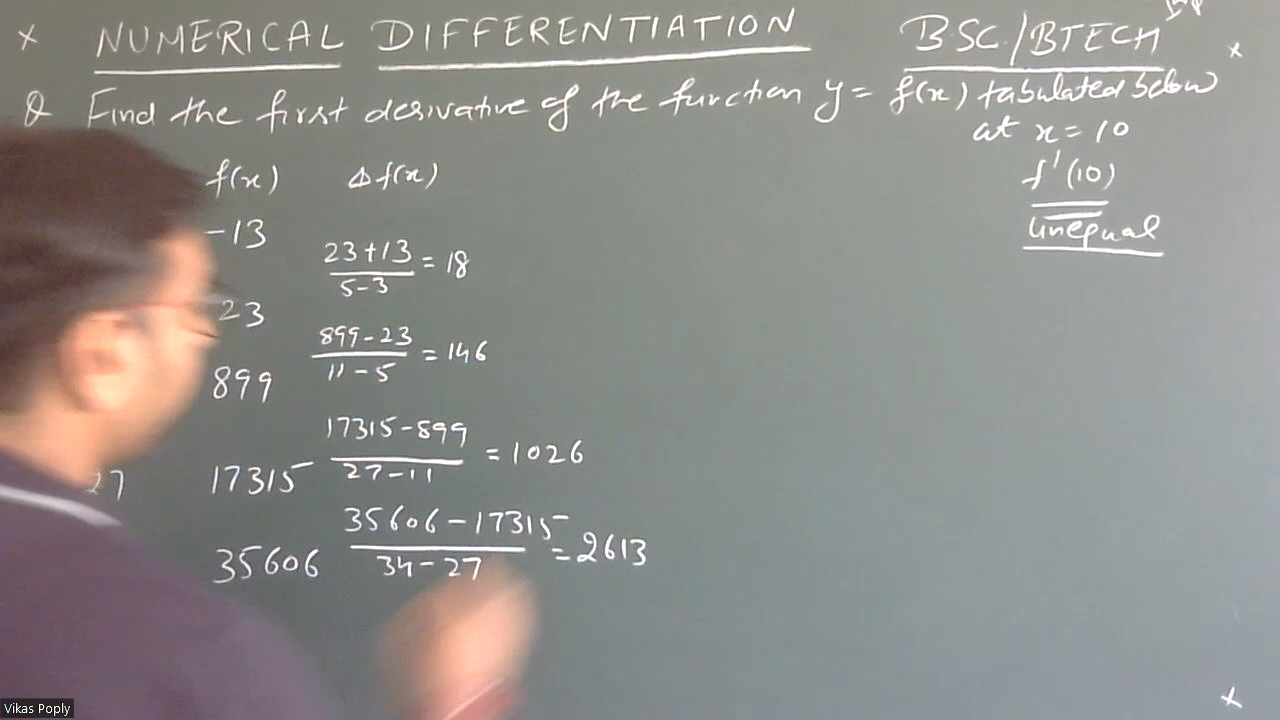 × NUMERICAL DIFFERENTIATION BSC/BTECH ×
Q Find the first derivative of the function y = f(x) tabulated below
at x = 10
f(x) Δf(x) f'(10)
-13 unequal
23+13
5-3 = 18
23
899-23
11-5 = 146
899
17315-899
27-11 = 1026
27 17315
35606-17315
34-27 = 2613
35606
×
Vikas Poply